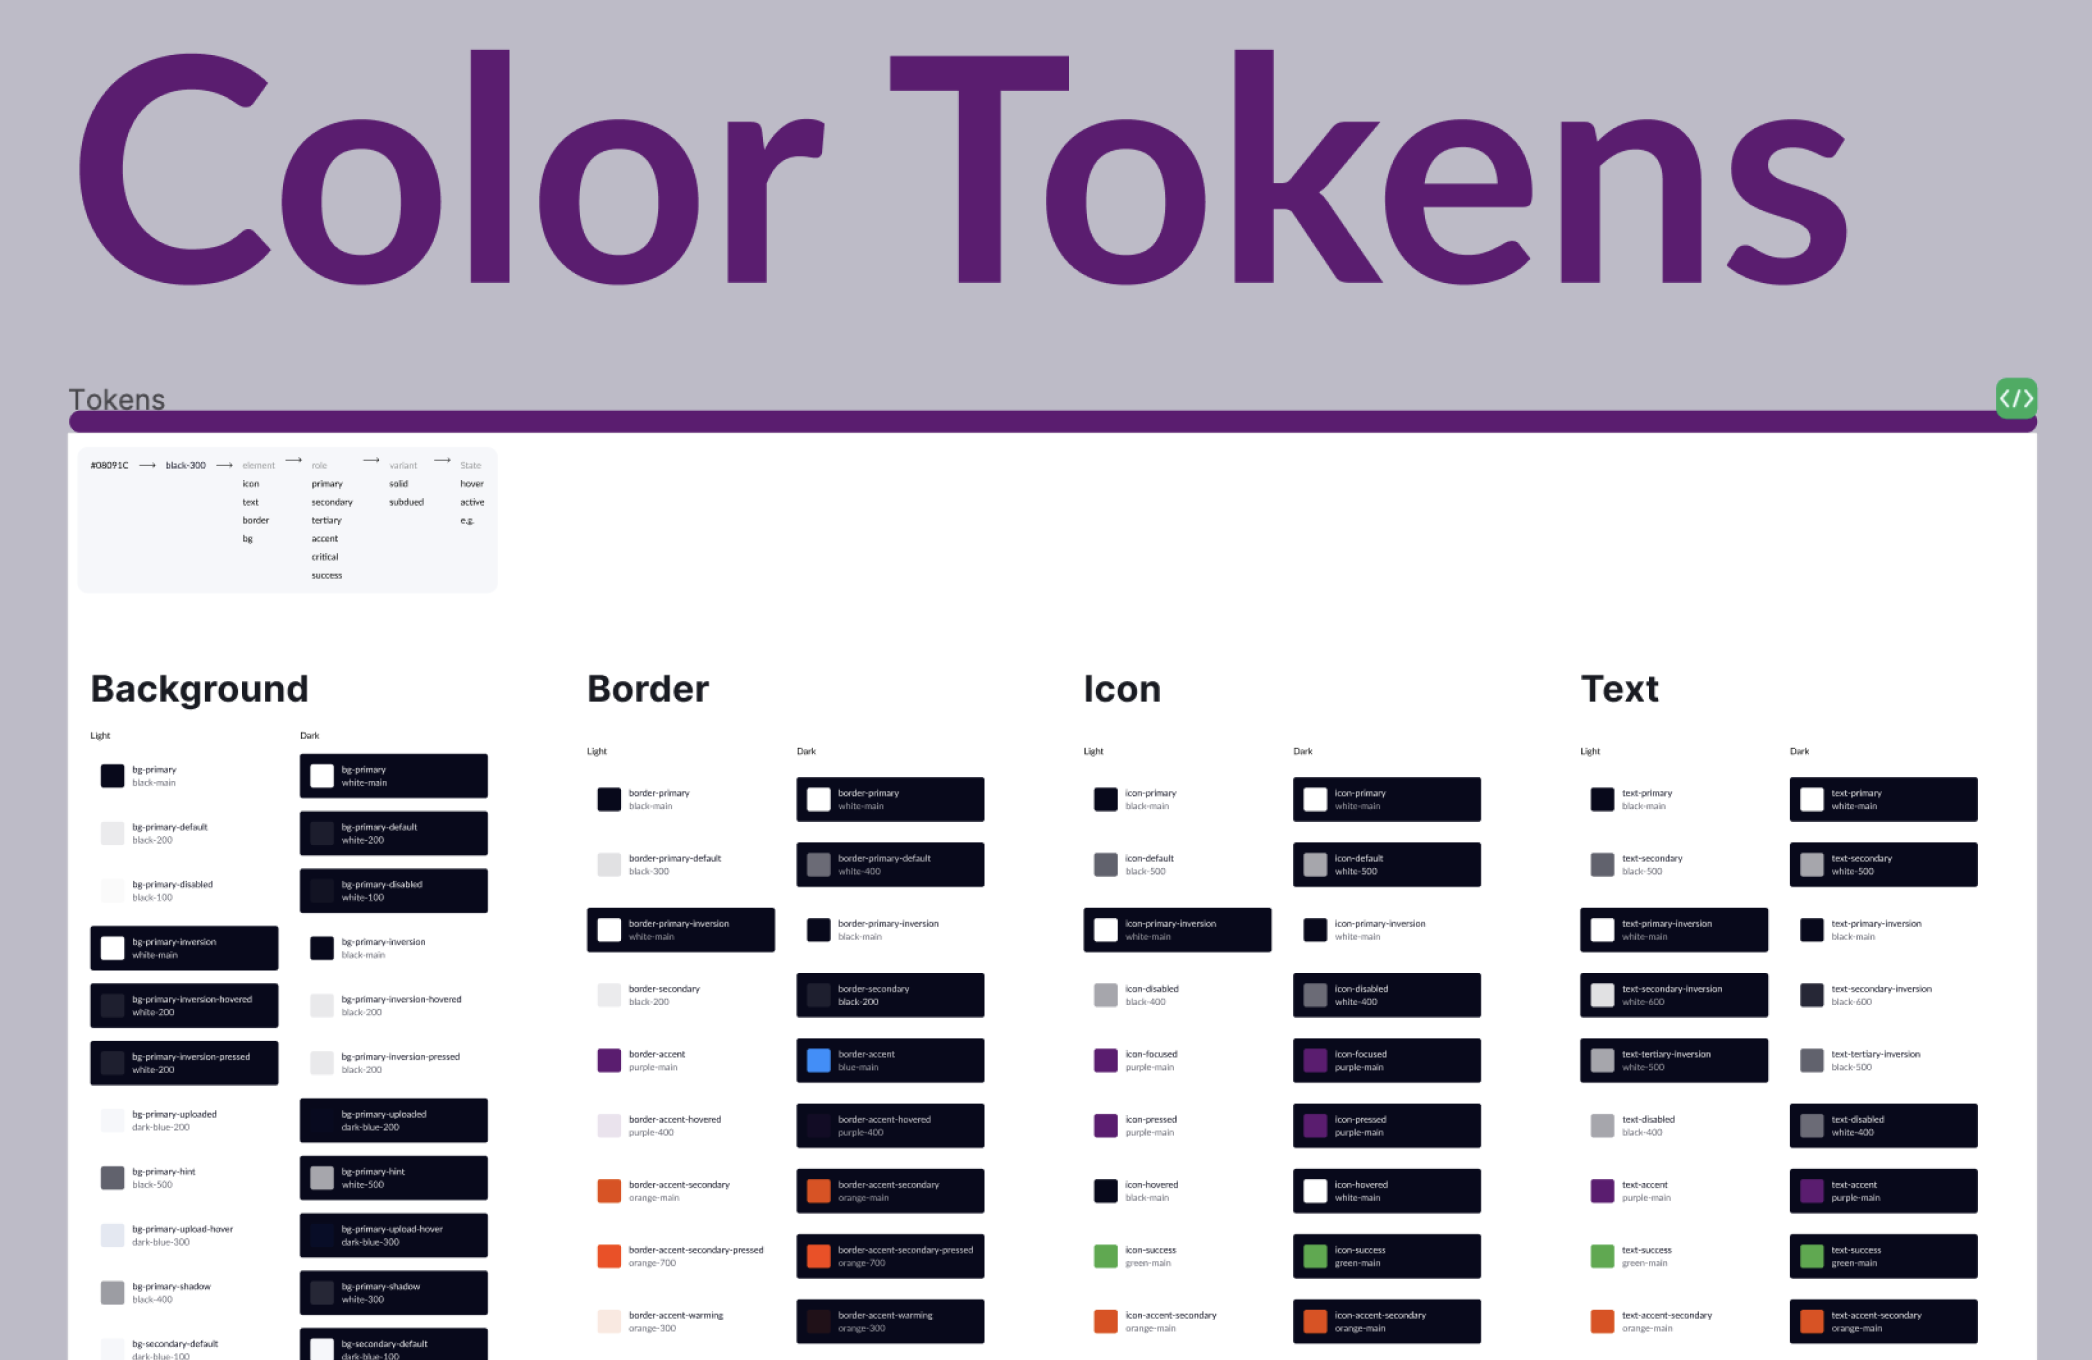 Color Tokens
Tokens
</>
#08091C → black-300 → element → role → variant → State
icon primary solid hover
text secondary subdued active
border tertiary e.g.
bg accent
critical
success
Background
Light Dark
bg-primary
black-main
bg-primary
white-main
bg-primary-default
black-200
bg-primary-default
white-200
bg-primary-disabled
black-100
bg-primary-disabled
white-100
bg-primary-inversion
white-main
bg-primary-inversion
black-main
bg-primary-inversion-hovered
white-200
bg-primary-inversion-hovered
black-200
bg-primary-inversion-pressed
white-200
bg-primary-inversion-pressed
black-200
bg-primary-uploaded
dark-blue-200
bg-primary-uploaded
dark-blue-200
bg-primary-hint
black-500
bg-primary-hint
white-500
bg-primary-upload-hover
dark-blue-300
bg-primary-upload-hover
dark-blue-300
bg-primary-shadow
black-400
bg-primary-shadow
white-300
bg-secondary-default
dark-blue-100
bg-secondary-default
dark-blue-100
Border
Light Dark
border-primary
black-main
border-primary
white-main
border-primary-default
black-300
border-primary-default
white-400
border-primary-inversion
white-main
border-primary-inversion
black-main
border-secondary
black-200
border-secondary
black-200
border-accent
purple-main
border-accent
blue-main
border-accent-hovered
purple-400
border-accent-hovered
purple-400
border-accent-secondary
orange-main
border-accent-secondary
orange-main
border-accent-secondary-pressed
orange-700
border-accent-secondary-pressed
orange-700
border-accent-warming
orange-300
border-accent-warming
orange-300
Icon
Light Dark
icon-primary
black-main
icon-primary
white-main
icon-default
black-500
icon-default
white-500
icon-primary-inversion
white-main
icon-primary-inversion
white-main
icon-disabled
black-400
icon-disabled
white-400
icon-focused
purple-main
icon-focused
purple-main
icon-pressed
purple-main
icon-pressed
purple-main
icon-hovered
black-main
icon-hovered
white-main
icon-success
green-main
icon-success
green-main
icon-accent-secondary
orange-main
icon-accent-secondary
orange-main
Text
Light Dark
text-primary
black-main
text-primary
white-main
text-secondary
black-500
text-secondary
white-500
text-primary-inversion
white-main
text-primary-inversion
black-main
text-secondary-inversion
white-600
text-secondary-inversion
black-600
text-tertiary-inversion
white-500
text-tertiary-inversion
black-500
text-disabled
black-400
text-disabled
white-400
text-accent
purple-main
text-accent
purple-main
text-success
green-main
text-success
green-main
text-accent-secondary
orange-main
text-accent-secondary
orange-main